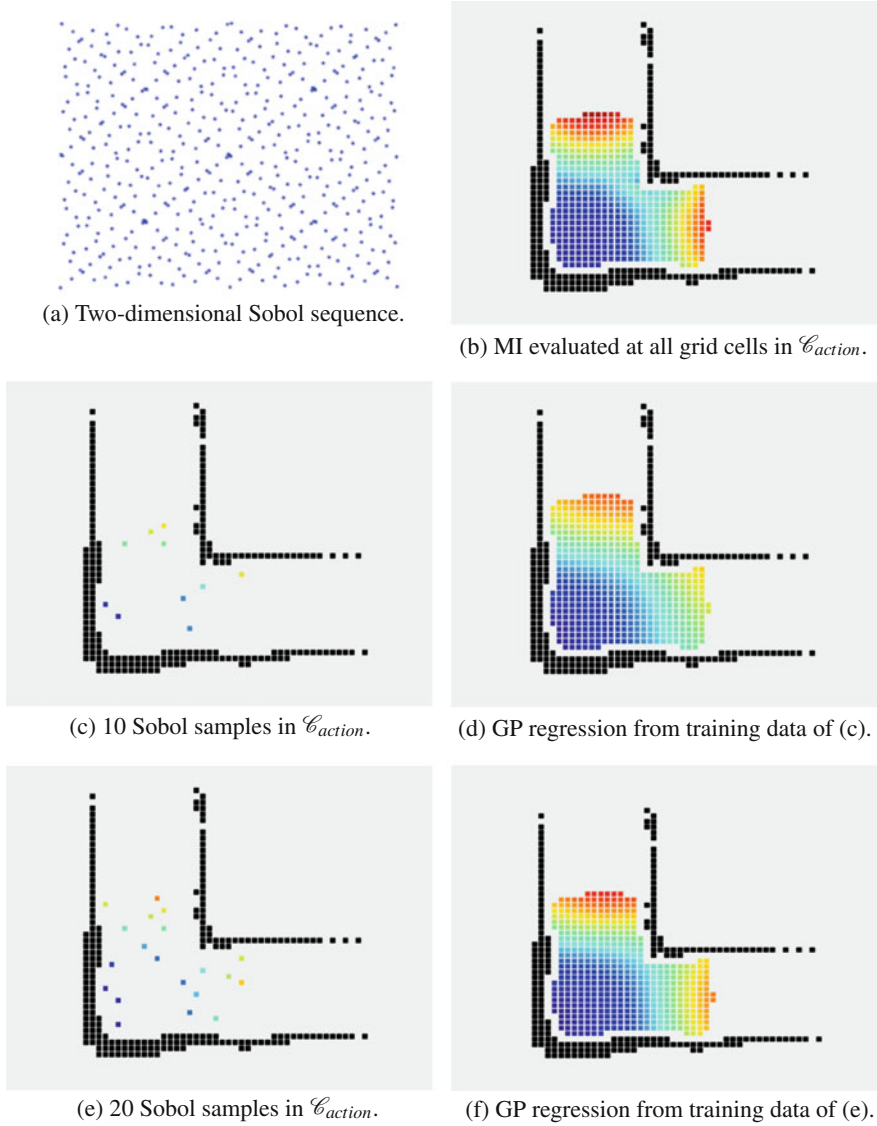 (a) Two-dimensional Sobol sequence.
(b) MI evaluated at all grid cells in 𝒞action.
(c) 10 Sobol samples in 𝒞action.
(d) GP regression from training data of (c).
(e) 20 Sobol samples in 𝒞action.
(f) GP regression from training data of (e).